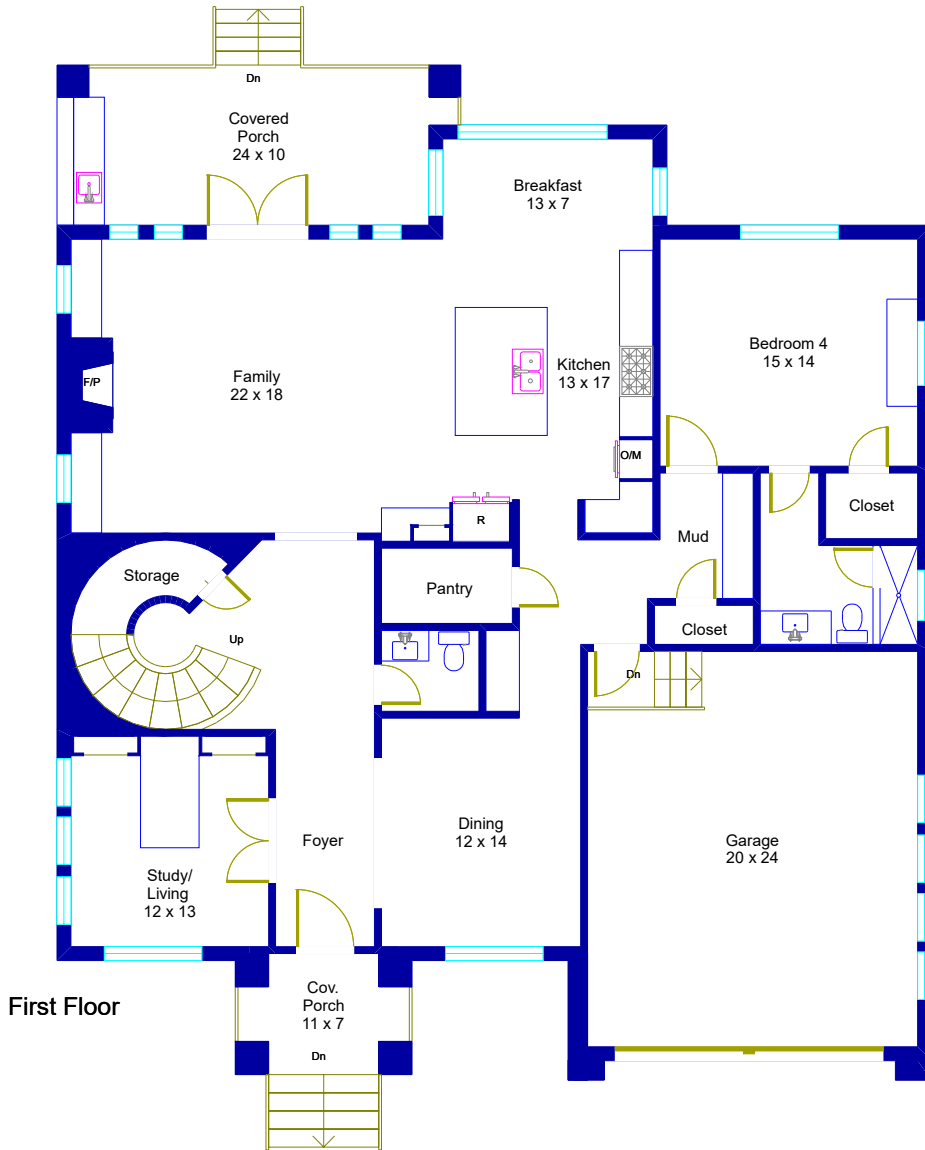 Dn
Covered
Porch
24 x 10
Breakfast
13 x 7
Bedroom 4
15 x 14
Kitchen
13 x 17
Family
22 x 18
F/P
O/M
Closet
R
Mud
Storage
Pantry
Closet
Up
Dn
Dining
12 x 14
Garage
20 x 24
Foyer
Study/
Living
12 x 13
Cov.
Porch
11 x 7
First Floor
Dn